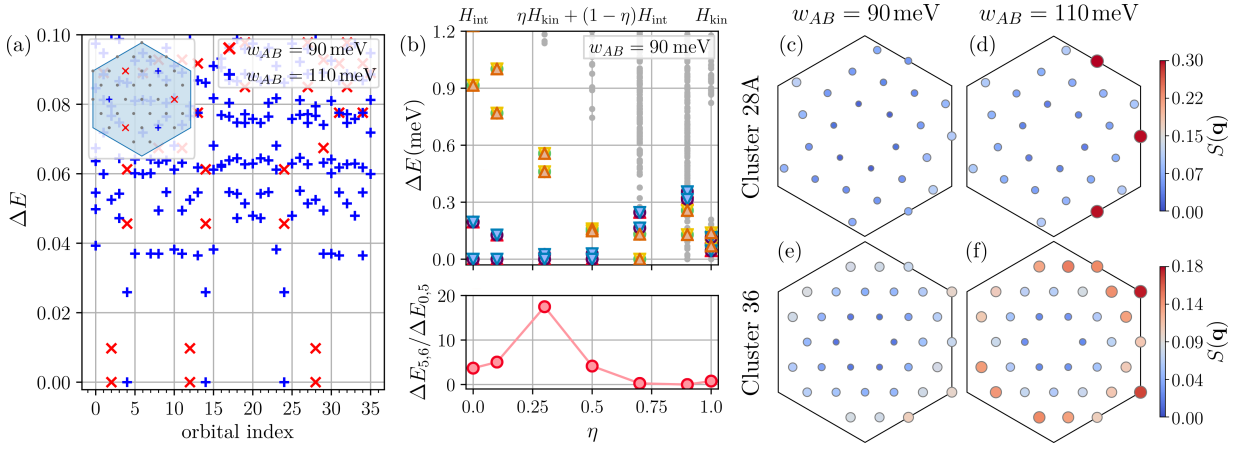 H_int ηH_kin + (1 − η)H_int H_kin
w_AB = 90 meV w_AB = 110 meV
(a)
0.10
0.08
0.06
0.04
0.02
0.00
ΔE
w_AB = 90 meV
w_AB = 110 meV
0 5 10 15 20 25 30 35
orbital index
(b)
1.2
0.9
0.6
0.3
0.0
ΔE(meV)
w_AB = 90 meV
20
10
0
ΔE_5,6/ΔE_0,5
0.0 0.25 0.5 0.75 1.0
η
(c)
(d)
Cluster 28A
0.30
0.23
0.15
0.07
0.00
S(b)
(e)
(f)
Cluster 36
0.18
0.14
0.09
0.04
0.00
S(b)